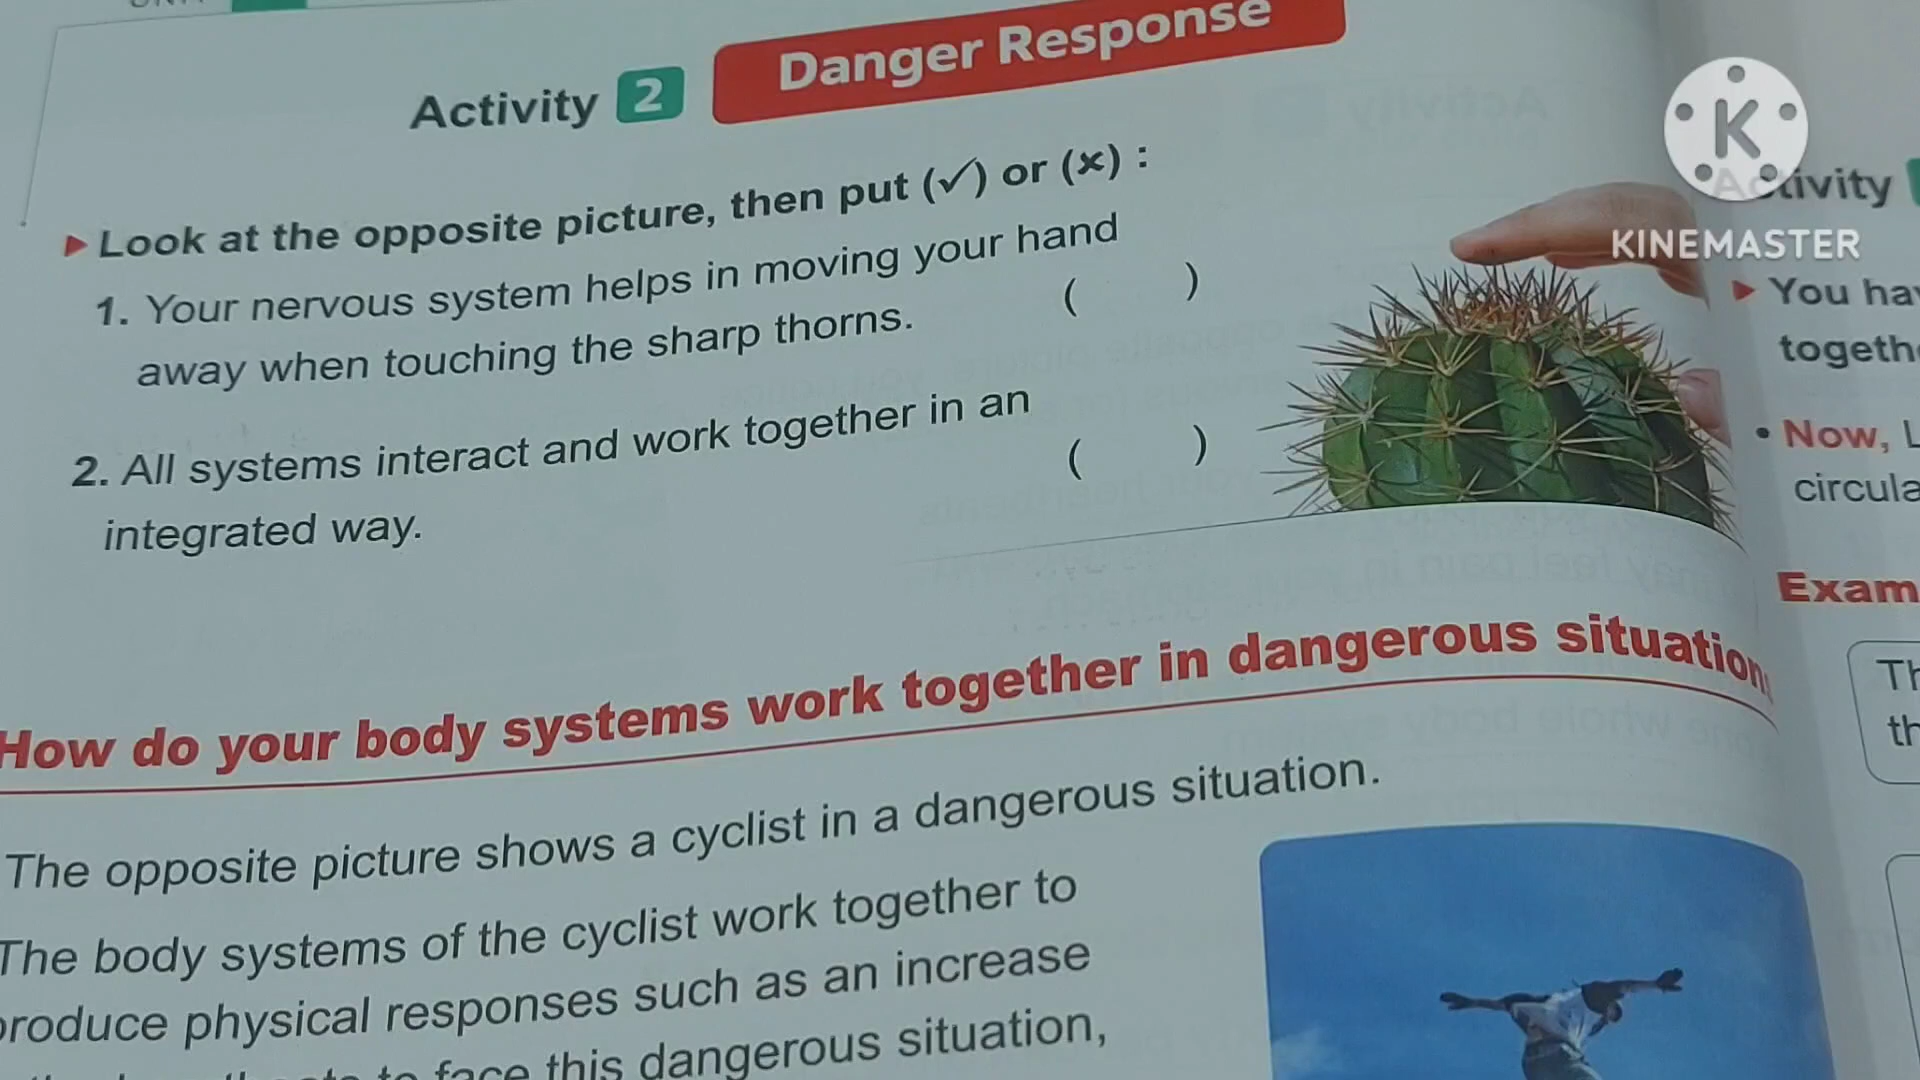 Activity 2 Danger Response
Look at the opposite picture, then put (✓) or (×) :
1. Your nervous system helps in moving your hand
away when touching the sharp thorns. ( )
2. All systems interact and work together in an
integrated way. ( )
How do your body systems work together in dangerous situation
The opposite picture shows a cyclist in a dangerous situation.
The body systems of the cyclist work together to
produce physical responses such as an increase
to face this dangerous situation,
KINEMASTER
Activity
You
Now,